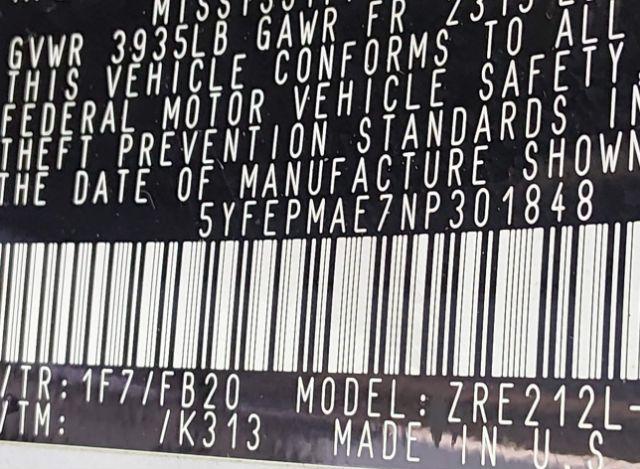 GVWR 3935LB GAWR FR
THIS VEHICLE CONFORMS TO ALL
FEDERAL MOTOR VEHICLE SAFETY
THEFT PREVENTION STANDARDS
THE DATE OF MANUFACTURE SHOWN
5YFEPMAE7NP301848
/TR: 1F7/FB20 MODEL: ZRE212L
/TM: /K313 MADE IN U S